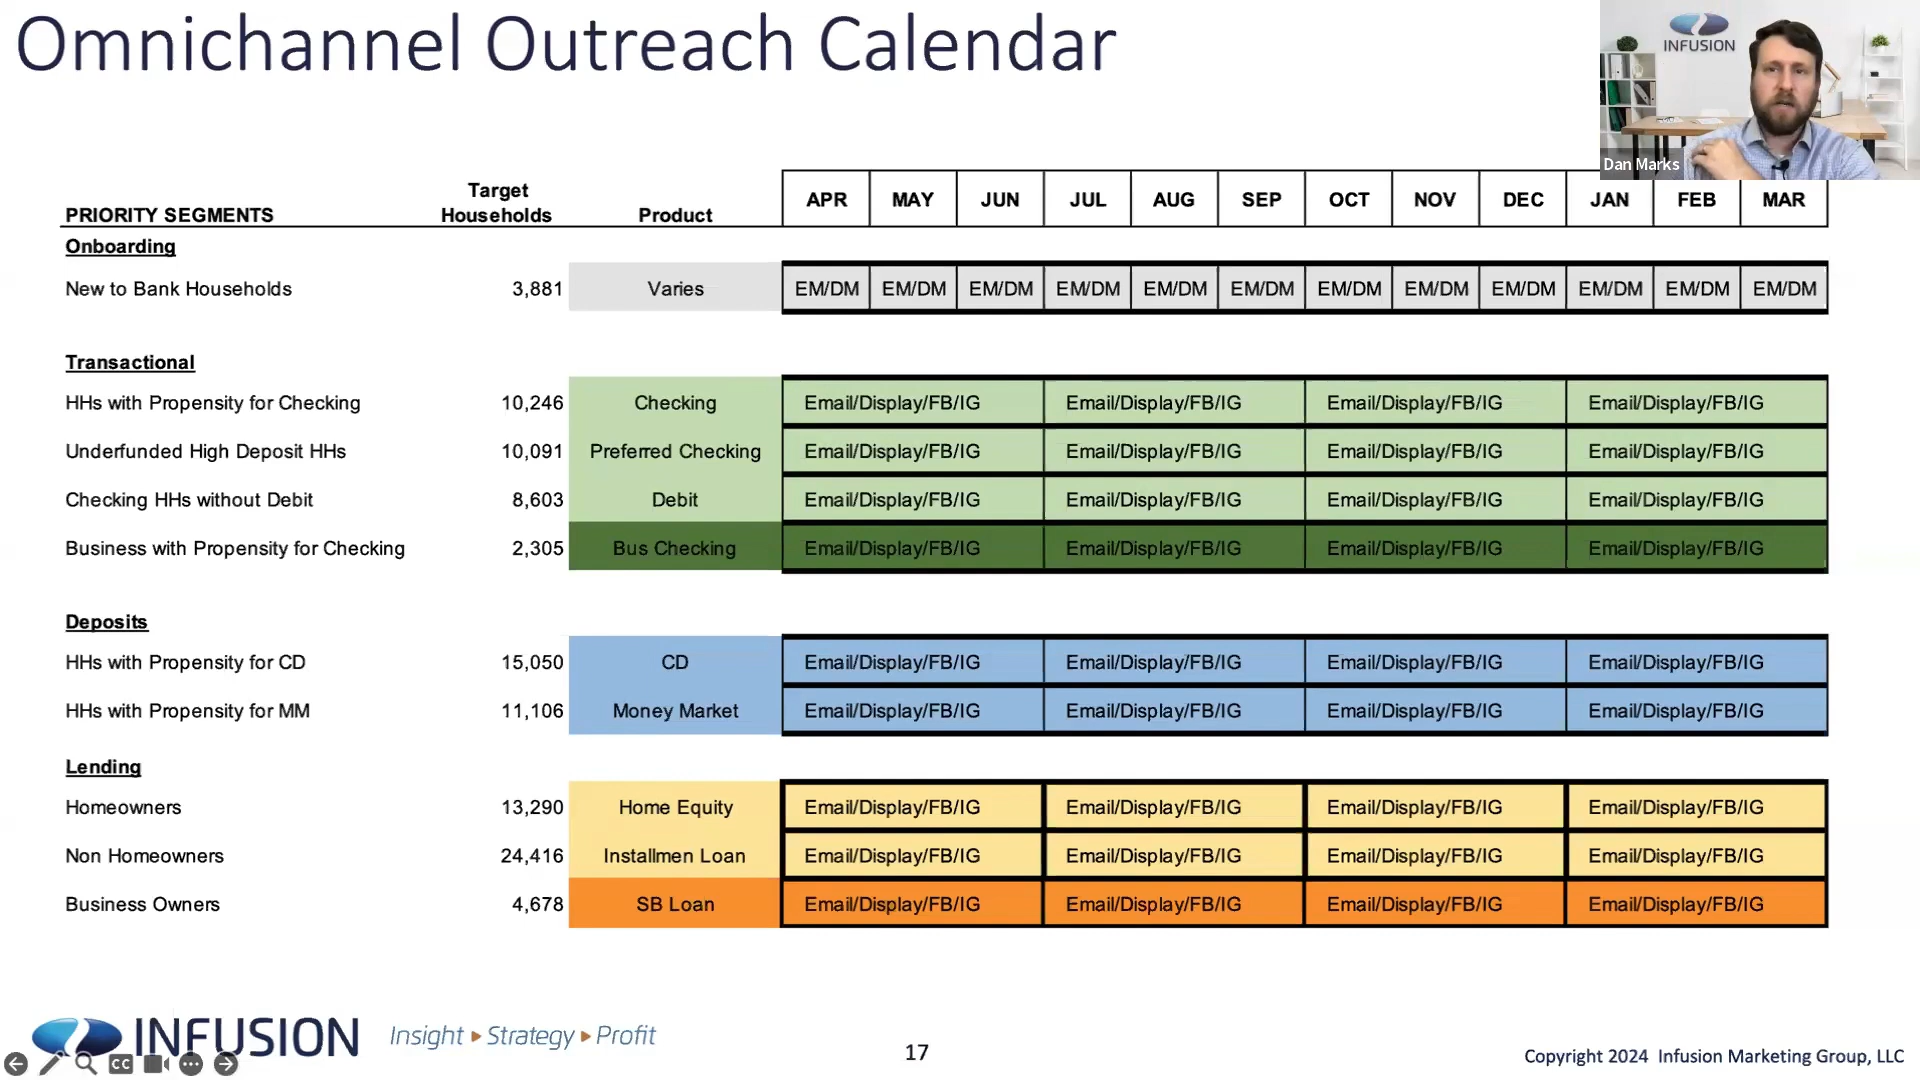 Omnichannel Outreach Calendar
INFUSION
Dan Marks
PRIORITY SEGMENTS Target Households Product APR MAY JUN JUL AUG SEP OCT NOV DEC JAN FEB MAR
Onboarding
New to Bank Households 3,881 Varies EM/DM EM/DM EM/DM EM/DM EM/DM EM/DM EM/DM EM/DM EM/DM EM/DM EM/DM EM/DM
Transactional
HHs with Propensity for Checking 10,246 Checking Email/Display/FB/IG Email/Display/FB/IG Email/Display/FB/IG Email/Display/FB/IG
Underfunded High Deposit HHs 10,091 Preferred Checking Email/Display/FB/IG Email/Display/FB/IG Email/Display/FB/IG Email/Display/FB/IG
Checking HHs without Debit 8,603 Debit Email/Display/FB/IG Email/Display/FB/IG Email/Display/FB/IG Email/Display/FB/IG
Business with Propensity for Checking 2,305 Bus Checking Email/Display/FB/IG Email/Display/FB/IG Email/Display/FB/IG Email/Display/FB/IG
Deposits
HHs with Propensity for CD 15,050 CD Email/Display/FB/IG Email/Display/FB/IG Email/Display/FB/IG Email/Display/FB/IG
HHs with Propensity for MM 11,106 Money Market Email/Display/FB/IG Email/Display/FB/IG Email/Display/FB/IG Email/Display/FB/IG
Lending
Homeowners 13,290 Home Equity Email/Display/FB/IG Email/Display/FB/IG Email/Display/FB/IG Email/Display/FB/IG
Non Homeowners 24,416 Installmen Loan Email/Display/FB/IG Email/Display/FB/IG Email/Display/FB/IG Email/Display/FB/IG
Business Owners 4,678 SB Loan Email/Display/FB/IG Email/Display/FB/IG Email/Display/FB/IG Email/Display/FB/IG
INFUSION Insight ▸ Strategy ▸ Profit
CC
17
Copyright 2024 Infusion Marketing Group, LLC